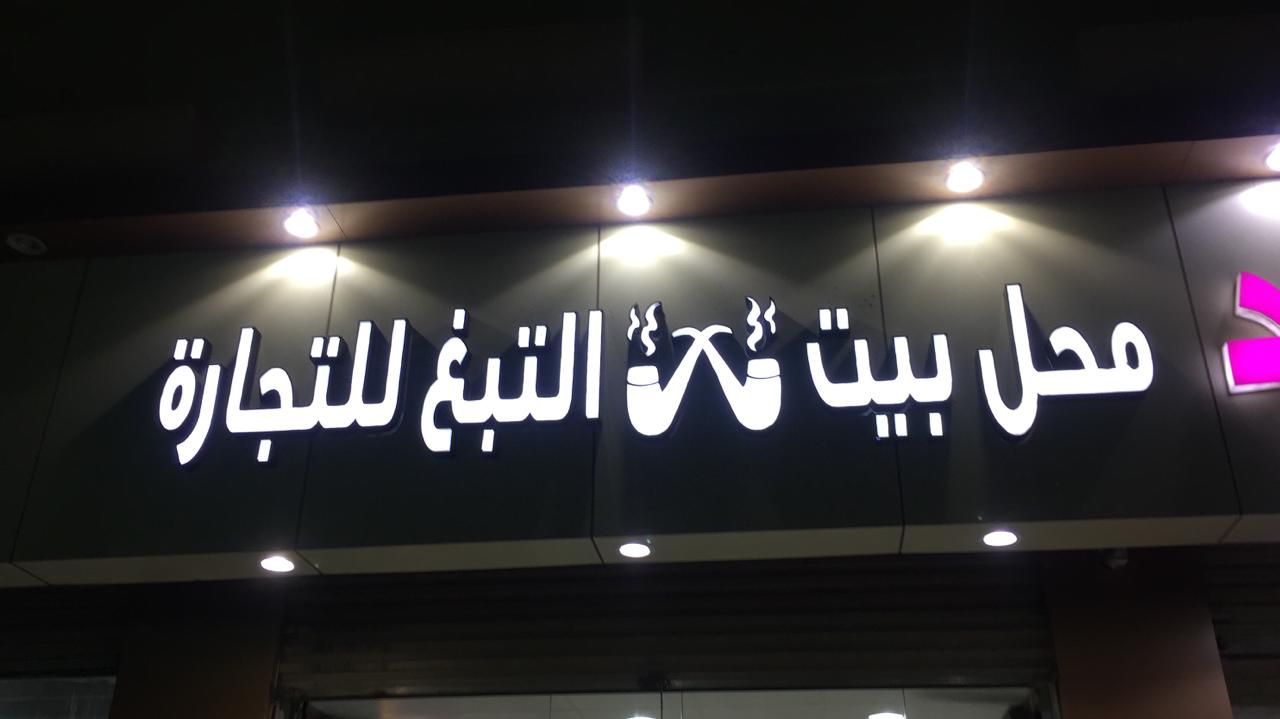 محل بيت التبغ للتجارة